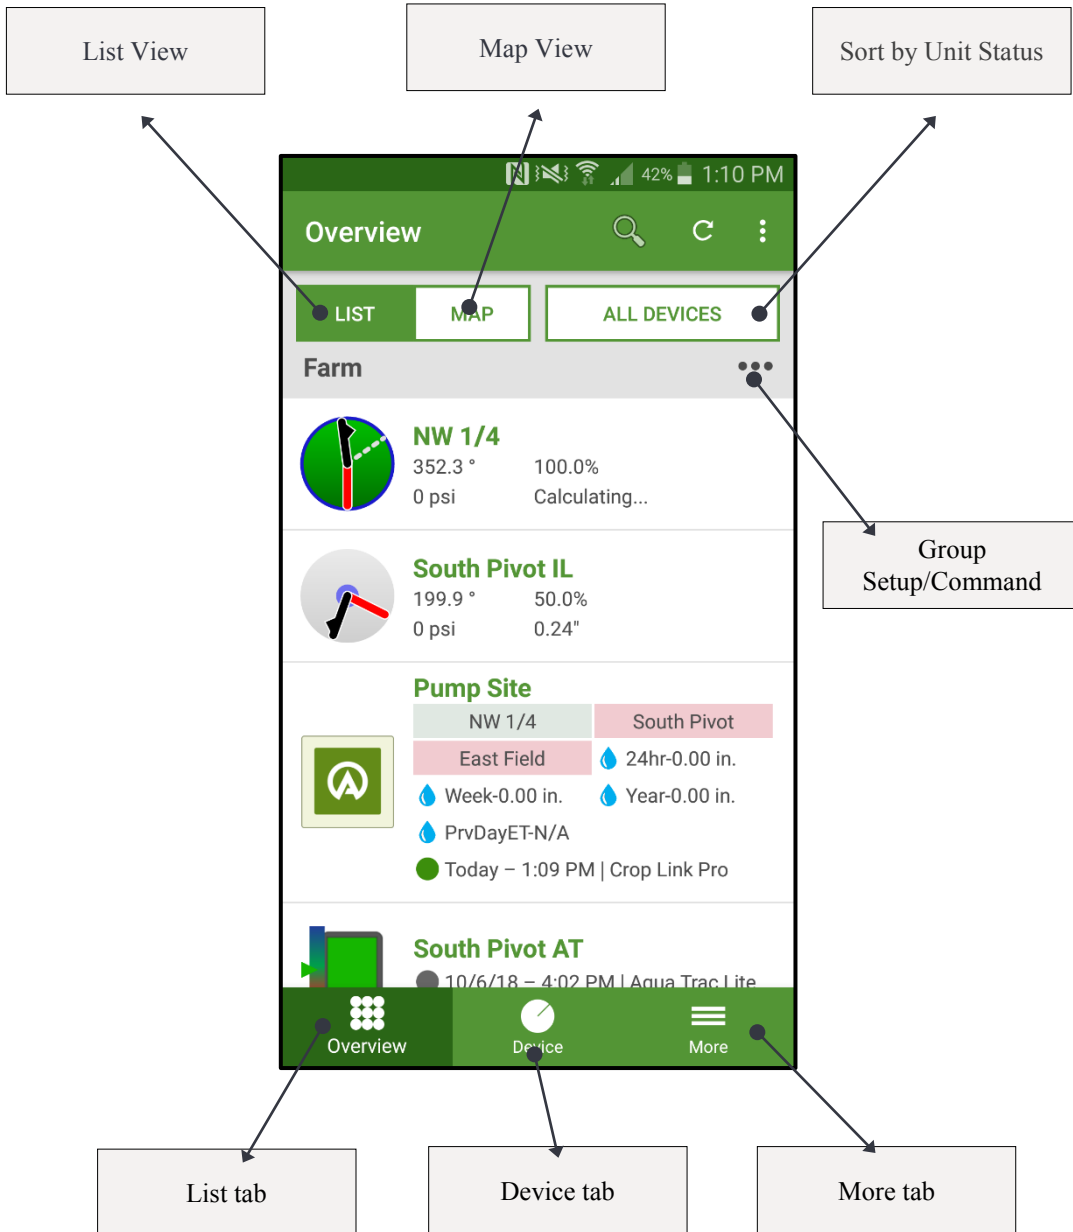 List View
Map View
Sort by Unit Status
42% 1:10 PM
Overview
LIST
MAP
ALL DEVICES
Farm
NW 1/4
352.3 ° 100.0%
0 psi Calculating...
Group
Setup/Command
South Pivot IL
199.9 ° 50.0%
0 psi 0.24"
Pump Site
NW 1/4 South Pivot
East Field 24hr-0.00 in.
Week-0.00 in. Year-0.00 in.
PrvDayET-N/A
Today – 1:09 PM | Crop Link Pro
South Pivot AT
10/6/18 – 4:02 PM | Aqua Trac Lite
Overview
Device
More
List tab
Device tab
More tab